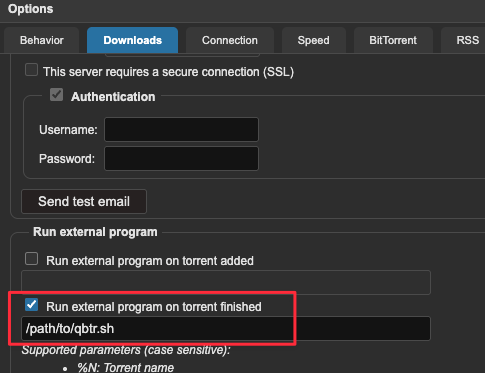 Options
Behavior
Downloads
Connection
Speed
BitTorrent
RSS
This server requires a secure connection (SSL)
Authentication
Username:
Password:
Send test email
Run external program
Run external program on torrent added
Run external program on torrent finished
/path/to/qbtr.sh
Supported parameters (case sensitive):
• %N: Torrent name